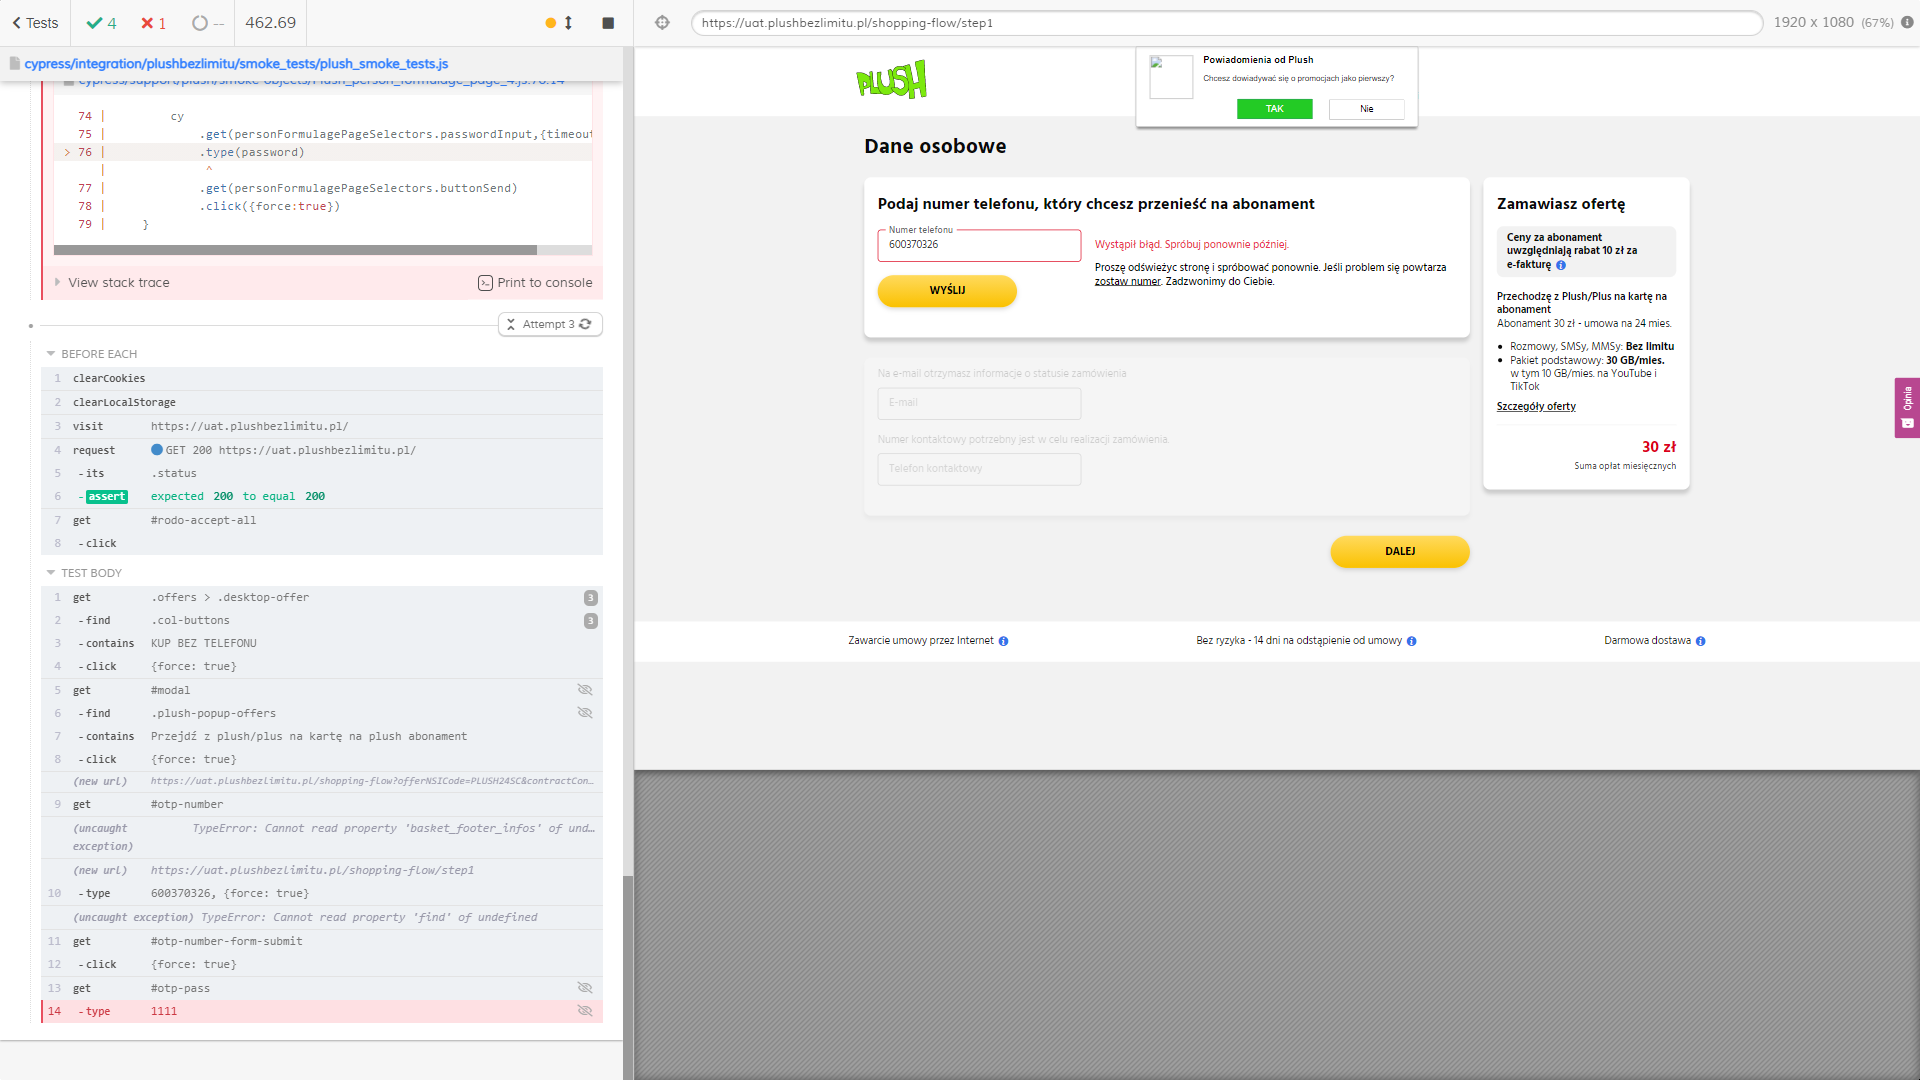 Tests
4
1
--
462.69
cypress/integration/plushbezlimitu/smoke_tests/plush_smoke_tests.js
74 | cy
75 | .get(personFormulagePageSelectors.passwordInput,{timeout
> 76 | .type(password)
| ^
77 | .get(personFormulagePageSelectors.buttonSend)
78 | .click({force:true})
79 | }
View stack trace
Print to console
Attempt 3
BEFORE EACH
1 clearCookies
2 clearLocalStorage
3 visit https://uat.plushbezlimitu.pl/
4 request GET 200 https://uat.plushbezlimitu.pl/
5 -its .status
6 -assert expected 200 to equal 200
7 get #rodo-accept-all
8 -click
TEST BODY
1 get .offers > .desktop-offer 3
2 -find .col-buttons 3
3 -contains KUP BEZ TELEFONU
4 -click {force: true}
5 get #modal
6 -find .plush-popup-offers
7 -contains Przejdź z plush/plus na kartę na plush abonament
8 -click {force: true}
(new url) https://uat.plushbezlimitu.pl/shopping-flow?offerNSICode=PLUSH24SC&contractCon…
9 get #otp-number
(uncaught TypeError: Cannot read property 'basket_footer_infos' of und…
exception)
(new url) https://uat.plushbezlimitu.pl/shopping-flow/step1
10 -type 600370326, {force: true}
(uncaught exception) TypeError: Cannot read property 'find' of undefined
11 get #otp-number-form-submit
12 -click {force: true}
13 get #otp-pass
14 -type 1111
https://uat.plushbezlimitu.pl/shopping-flow/step1
1920 x 1080 (67%)
PLUSH
Powiadomienia od Plush
Chcesz dowiadywać się o promocjach jako pierwszy?
TAK
Nie
Dane osobowe
Podaj numer telefonu, który chcesz przenieść na abonament
Numer telefonu
600370326
Wystąpił błąd. Spróbuj ponownie później.
Proszę odświeżyc stronę i spróbować ponownie. Jeśli problem się powtarza
zostaw numer. Zadzwonimy do Ciebie.
WYŚLIJ
Na e-mail otrzymasz informacje o statusie zamówienia
E-mail
Numer kontaktowy potrzebny jest w celu realizacji zamówienia.
Telefon kontaktowy
DALEJ
Zamawiasz ofertę
Ceny za abonament
uwzględniają rabat 10 zł za
e-fakturę
Przechodzę z Plush/Plus na kartę na
abonament
Abonament 30 zł - umowa na 24 mies.
Rozmowy, SMSy, MMSy: Bez limitu
Pakiet podstawowy: 30 GB/mies.
w tym 10 GB/mies. na YouTube i
TikTok
Szczegóły oferty
30 zł
Suma opłat miesięcznych
Opinia
Zawarcie umowy przez Internet
Bez ryzyka - 14 dni na odstąpienie od umowy
Darmowa dostawa